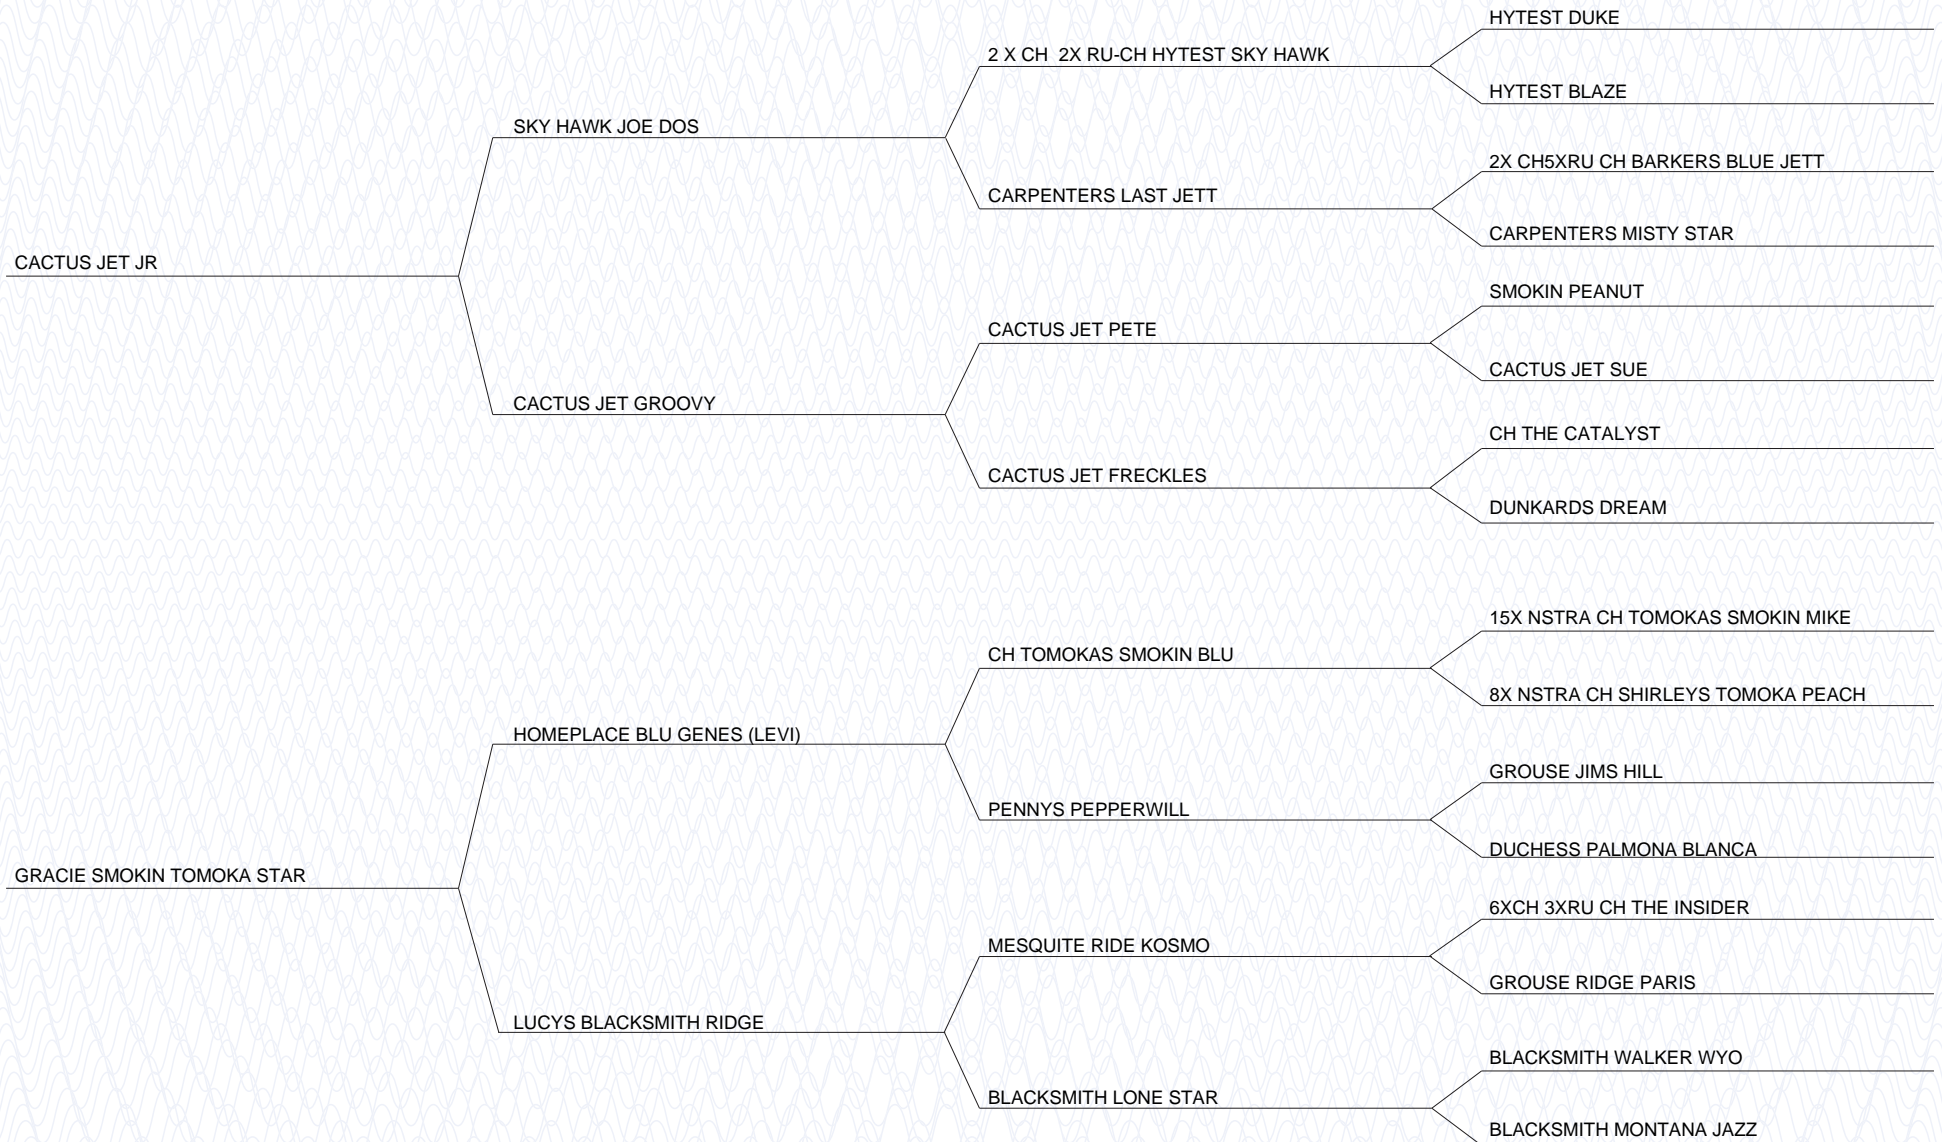 HYTEST DUKE
2 X CH  2X RU-CH HYTEST SKY HAWK
HYTEST BLAZE
SKY HAWK JOE DOS
2X CH5XRU CH BARKERS BLUE JETT
CARPENTERS LAST JETT
CARPENTERS MISTY STAR
CACTUS JET JR
SMOKIN PEANUT
CACTUS JET PETE
CACTUS JET SUE
CACTUS JET GROOVY
CH THE CATALYST
CACTUS JET FRECKLES
DUNKARDS DREAM
15X NSTRA CH TOMOKAS SMOKIN MIKE
CH TOMOKAS SMOKIN BLU
8X NSTRA CH SHIRLEYS TOMOKA PEACH
HOMEPLACE BLU GENES (LEVI)
GROUSE JIMS HILL
PENNYS PEPPERWILL
DUCHESS PALMONA BLANCA
GRACIE SMOKIN TOMOKA STAR
6XCH 3XRU CH THE INSIDER
MESQUITE RIDE KOSMO
GROUSE RIDGE PARIS
LUCYS BLACKSMITH RIDGE
BLACKSMITH WALKER WYO
BLACKSMITH LONE STAR
BLACKSMITH MONTANA JAZZ